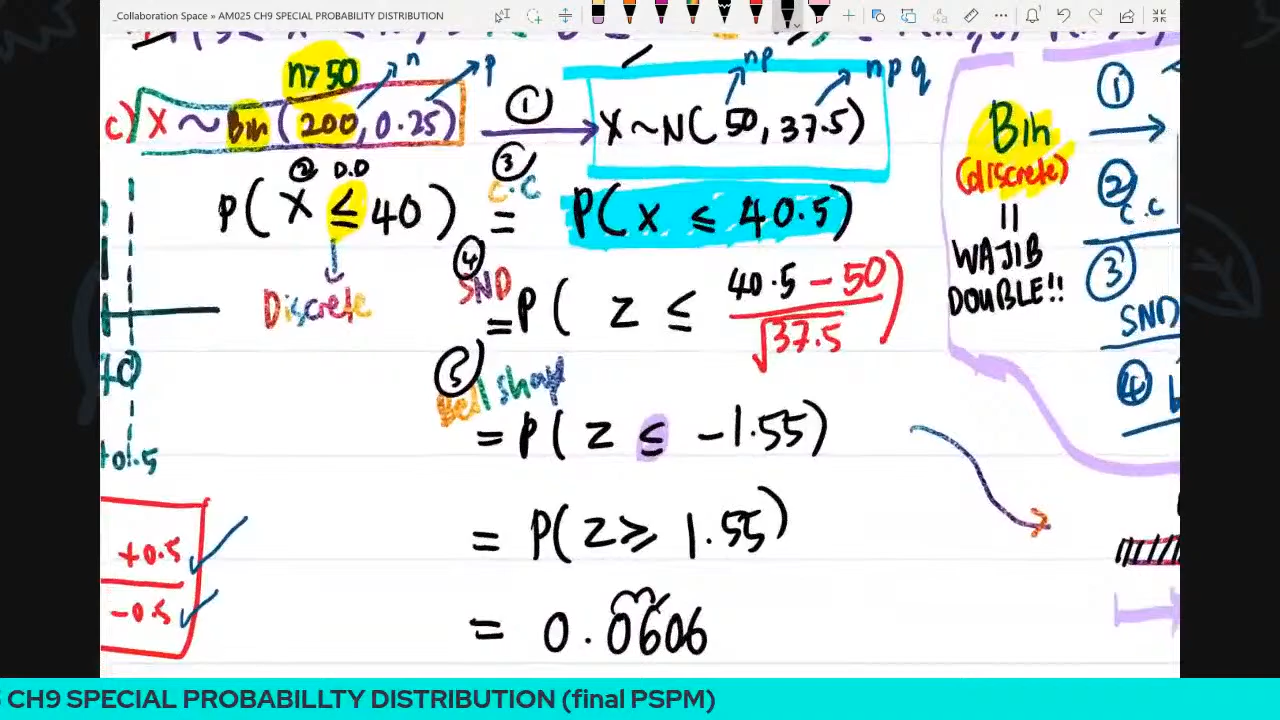 _Collaboration Space » AM025 CH9 SPECIAL PROBABILITY DISTRIBUTION
n>50
n
p
c) X ~ Bin (200, 0.25)
①
X ~ N( 50, 37.5)
np
npq
② D.D
③
C.C
P( X ≤ 40 ) = P( X ≤ 40.5)
Discrete
④
SND
= P( Z ≤ (40.5 - 50)/√37.5 )
⑤
Bell shape
= P( Z ≤ -1.55)
= P( Z ≥ 1.55)
= 0.0606
+0.5
-0.5
Bin
(discrete)
=
WAJIB
DOUBLE!!
①
②
C.C
③
SND
④
CH9 SPECIAL PROBABILLTY DISTRIBUTION (final PSPM)